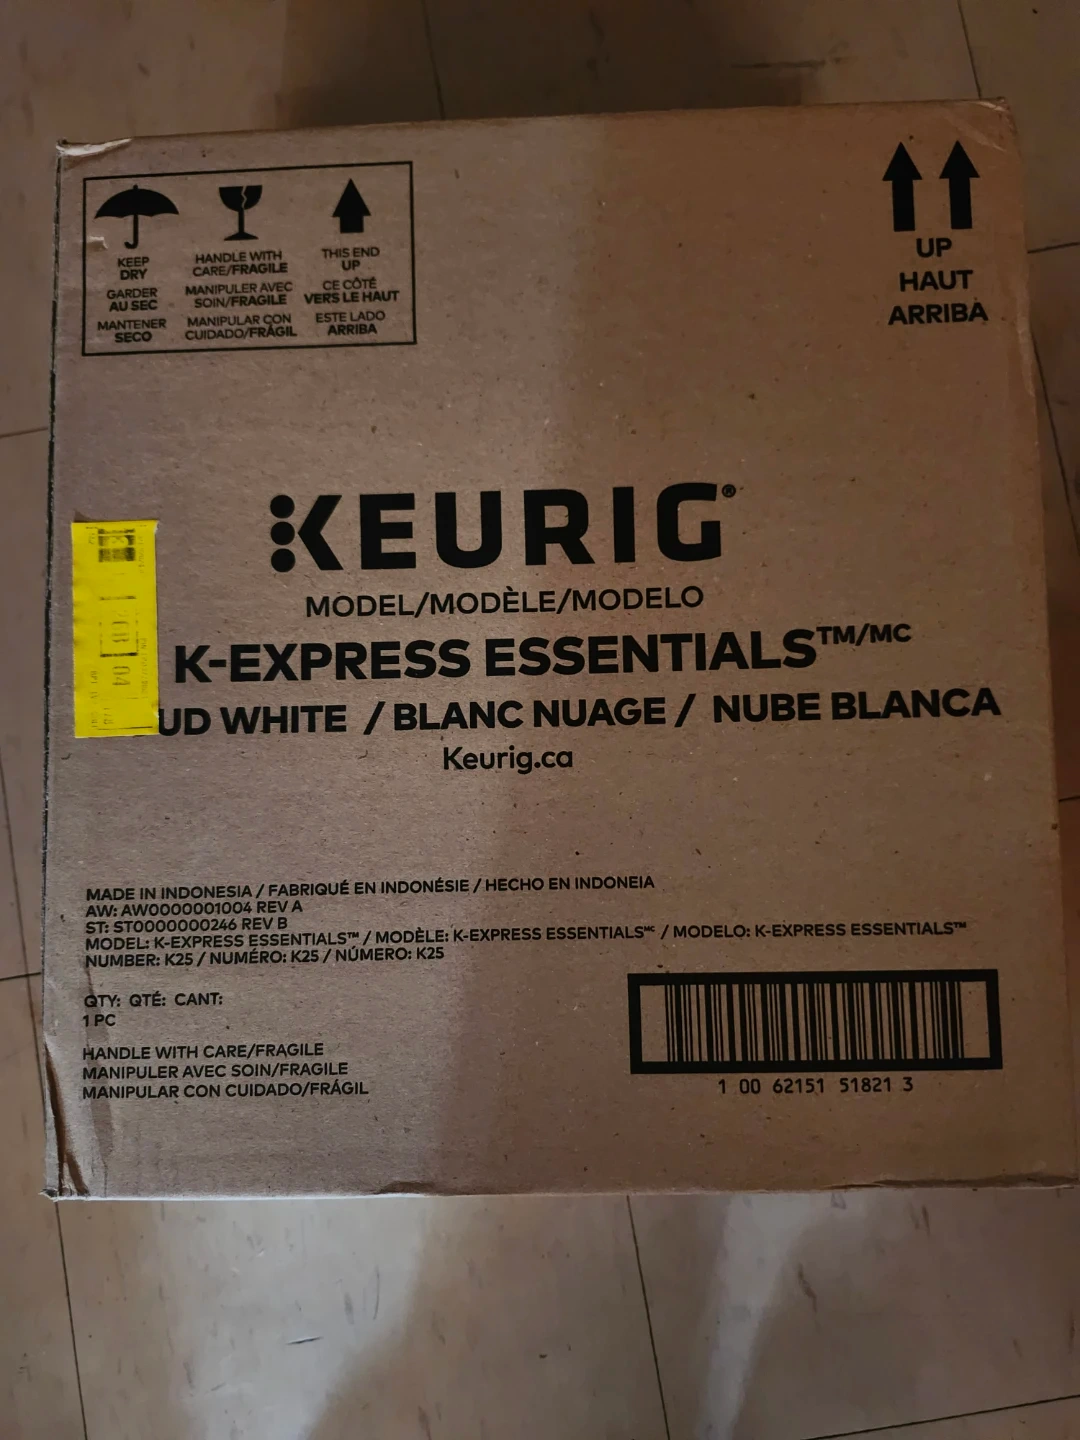 KEEP
DRY
GARDER
AU SEC
MANTENER
SECO
HANDLE WITH
CARE/FRAGILE
MANIPULER AVEC
SOIN/FRAGILE
MANIPULAR CON
CUIDADO/FRÁGIL
THIS END
UP
CE CÔTÉ
VERS LE HAUT
ESTE LADO
ARRIBA
UP
HAUT
ARRIBA
KEURIG®
MODEL/MODÈLE/MODELO
K-EXPRESS ESSENTIALS™/MC
UD WHITE / BLANC NUAGE / NUBE BLANCA
Keurig.ca
MADE IN INDONESIA / FABRIQUÉ EN INDONÉSIE / HECHO EN INDONEIA
AW: AW0000001004 REV A
ST: ST0000000246 REV B
MODEL: K-EXPRESS ESSENTIALS™ / MODÈLE: K-EXPRESS ESSENTIALSMC / MODELO: K-EXPRESS ESSENTIALS™
NUMBER: K25 / NUMÉRO: K25 / NÚMERO: K25
QTY: QTÉ: CANT:
1 PC
HANDLE WITH CARE/FRAGILE
MANIPULER AVEC SOIN/FRAGILE
MANIPULAR CON CUIDADO/FRÁGIL
1 00 62151 51821 3